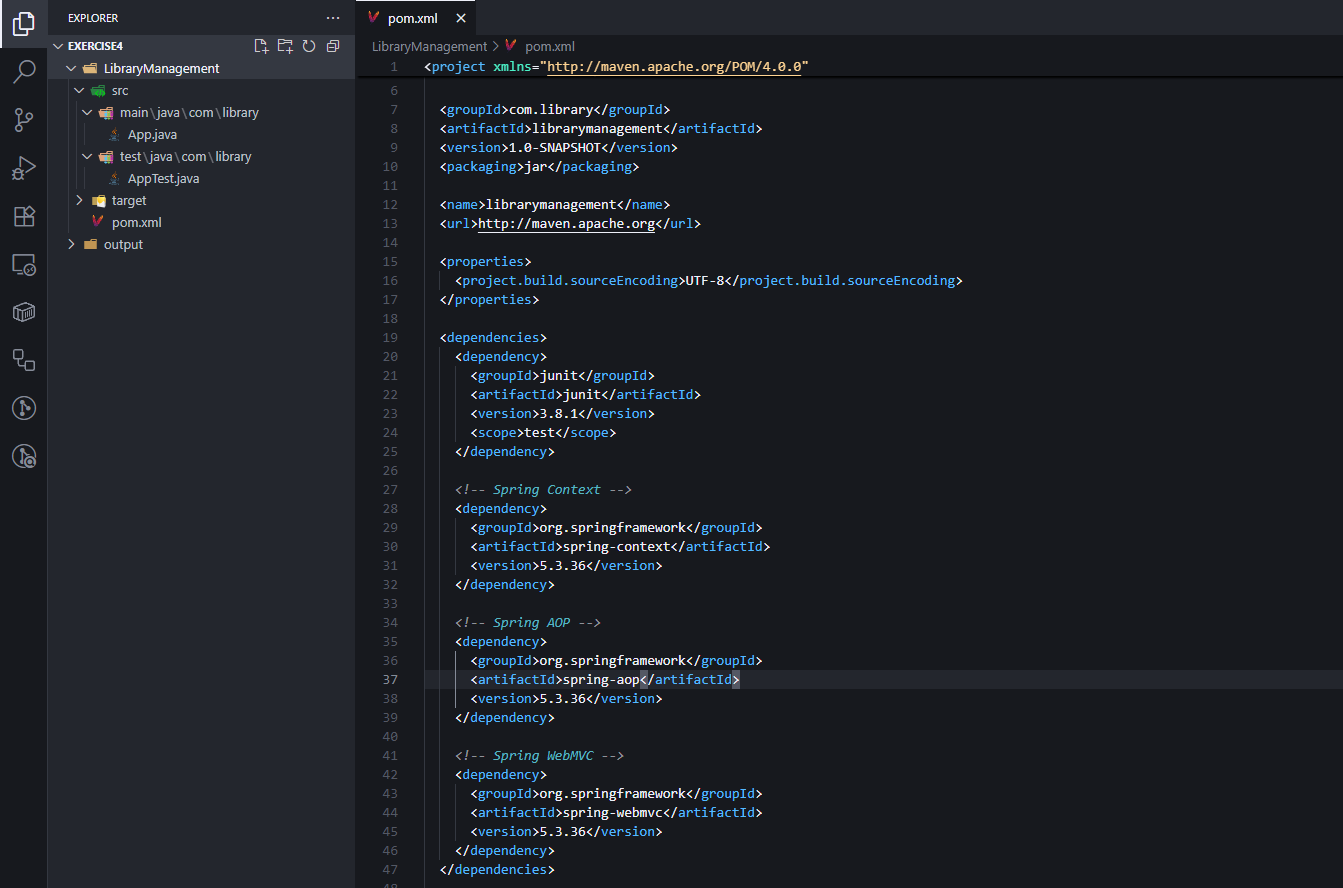 EXPLORER
EXERCISE4
LibraryManagement
src
main\java\com\library
App.java
test\java\com\library
AppTest.java
target
pom.xml
output
pom.xml
LibraryManagement > pom.xml
1 <project xmlns="http://maven.apache.org/POM/4.0.0"
6
7 <groupId>com.library</groupId>
8 <artifactId>librarymanagement</artifactId>
9 <version>1.0-SNAPSHOT</version>
10 <packaging>jar</packaging>
11
12 <name>librarymanagement</name>
13 <url>http://maven.apache.org</url>
14
15 <properties>
16 <project.build.sourceEncoding>UTF-8</project.build.sourceEncoding>
17 </properties>
18
19 <dependencies>
20 <dependency>
21 <groupId>junit</groupId>
22 <artifactId>junit</artifactId>
23 <version>3.8.1</version>
24 <scope>test</scope>
25 </dependency>
26
27 <!-- Spring Context -->
28 <dependency>
29 <groupId>org.springframework</groupId>
30 <artifactId>spring-context</artifactId>
31 <version>5.3.36</version>
32 </dependency>
33
34 <!-- Spring AOP -->
35 <dependency>
36 <groupId>org.springframework</groupId>
37 <artifactId>spring-aop</artifactId>
38 <version>5.3.36</version>
39 </dependency>
40
41 <!-- Spring WebMVC -->
42 <dependency>
43 <groupId>org.springframework</groupId>
44 <artifactId>spring-webmvc</artifactId>
45 <version>5.3.36</version>
46 </dependency>
47 </dependencies>